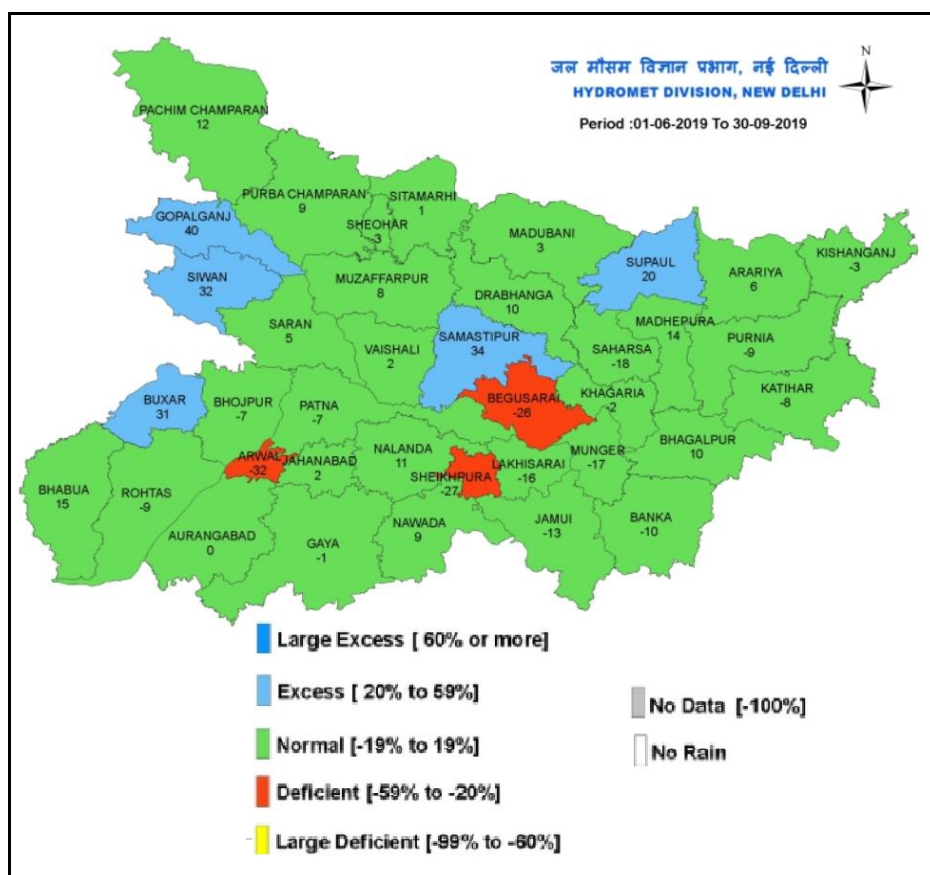 जल मौसम विज्ञान प्रभाग, नई दिल्ली
HYDROMET DIVISION, NEW DELHI
N
Period :01-06-2019 To 30-09-2019
PACHIM CHAMPARAN
12
PURBA CHAMPARAN
9
SITAMARHI
1
SHEOHAR
3
GOPALGANJ
40
MADUBANI
3
SUPAUL
20
ARARIYA
6
KISHANGANJ
-3
SIWAN
32
MUZAFFARPUR
8
DRABHANGA
10
SARAN
5
VAISHALI
2
SAMASTIPUR
34
MADHEPURA
14
SAHARSA
-18
PURNIA
-9
BUXAR
31
BHOJPUR
-7
PATNA
-7
BEGUSARAI
-26
KHAGARIA
-2
KATIHAR
-8
ARWAL
-32
JAHANABAD
2
NALANDA
11
SHEIKHPURA
-27
LAKHISARAI
-16
MUNGER
-17
BHAGALPUR
10
BHABUA
15
ROHTAS
-9
AURANGABAD
0
GAYA
-1
NAWADA
9
JAMUI
-13
BANKA
-10
Large Excess [ 60% or more]
Excess [ 20% to 59%]
Normal [-19% to 19%]
Deficient [-59% to -20%]
Large Deficient [-99% to -60%]
No Data [-100%]
No Rain